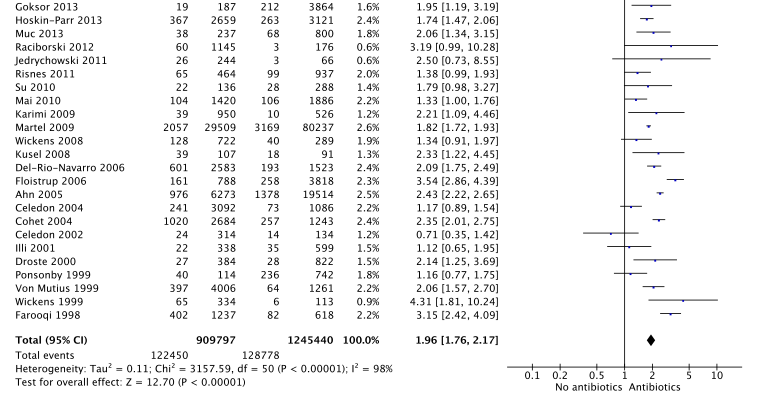 Goksor 2013 19 187 212 3864 1.6% 1.95 [1.19, 3.19]
Hoskin-Parr 2013 367 2659 263 3121 2.4% 1.74 [1.47, 2.06]
Muc 2013 38 237 68 800 1.8% 2.06 [1.34, 3.15]
Raciborski 2012 60 1145 3 176 0.6% 3.19 [0.99, 10.28]
Jedrychowski 2011 26 244 3 66 0.5% 2.50 [0.73, 8.55]
Risnes 2011 65 464 99 937 2.0% 1.38 [0.99, 1.93]
Su 2010 22 136 28 288 1.4% 1.79 [0.98, 3.27]
Mai 2010 104 1420 106 1886 2.2% 1.33 [1.00, 1.76]
Karimi 2009 39 950 10 526 1.2% 2.21 [1.09, 4.46]
Martel 2009 2057 29509 3169 80237 2.6% 1.82 [1.72, 1.93]
Wickens 2008 128 722 40 289 1.9% 1.34 [0.91, 1.97]
Kusel 2008 39 107 18 91 1.3% 2.33 [1.22, 4.45]
Del-Rio-Navarro 2006 601 2583 193 1523 2.4% 2.09 [1.75, 2.49]
Floistrup 2006 161 788 258 3818 2.3% 3.54 [2.86, 4.39]
Ahn 2005 976 6273 1378 19514 2.6% 2.43 [2.22, 2.65]
Celedon 2004 241 3092 73 1086 2.2% 1.17 [0.89, 1.54]
Cohet 2004 1020 2684 257 1243 2.5% 2.35 [2.01, 2.75]
Celedon 2002 24 314 14 134 1.2% 0.71 [0.35, 1.42]
Illi 2001 22 338 35 599 1.5% 1.12 [0.65, 1.95]
Droste 2000 27 384 28 822 1.5% 2.14 [1.25, 3.69]
Ponsonby 1999 40 114 236 742 1.8% 1.16 [0.77, 1.75]
Von Mutius 1999 397 4006 64 1261 2.2% 2.06 [1.57, 2.70]
Wickens 1999 65 334 6 113 0.9% 4.31 [1.81, 10.24]
Farooqi 1998 402 1237 82 618 2.2% 3.15 [2.42, 4.09]
Total (95% CI) 909797 1245440 100.0% 1.96 [1.76, 2.17]
Total events 122450 128778
Heterogeneity: Tau² = 0.11; Chi² = 3157.59, df = 50 (P < 0.00001); I² = 98%
Test for overall effect: Z = 12.70 (P < 0.00001)
0.1 0.2 0.5 1 2 5 10
No antibiotics Antibiotics